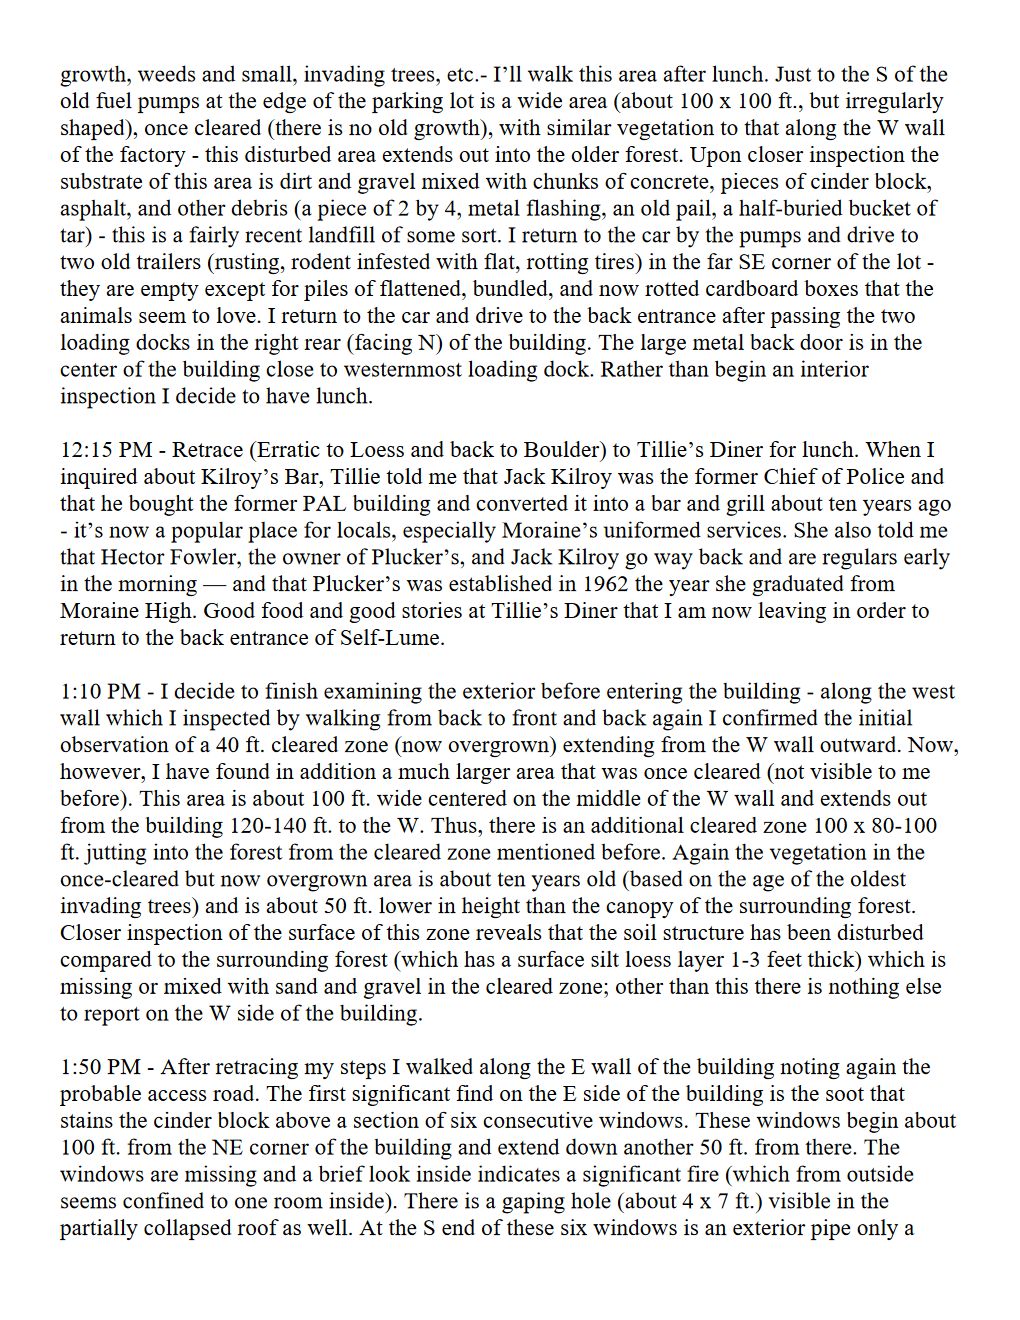 growth, weeds and small, invading trees, etc.- I’ll walk this area after lunch. Just to the S of the
old fuel pumps at the edge of the parking lot is a wide area (about 100 x 100 ft., but irregularly
shaped), once cleared (there is no old growth), with similar vegetation to that along the W wall
of the factory - this disturbed area extends out into the older forest. Upon closer inspection the
substrate of this area is dirt and gravel mixed with chunks of concrete, pieces of cinder block,
asphalt, and other debris (a piece of 2 by 4, metal flashing, an old pail, a half-buried bucket of
tar) - this is a fairly recent landfill of some sort. I return to the car by the pumps and drive to
two old trailers (rusting, rodent infested with flat, rotting tires) in the far SE corner of the lot -
they are empty except for piles of flattened, bundled, and now rotted cardboard boxes that the
animals seem to love. I return to the car and drive to the back entrance after passing the two
loading docks in the right rear (facing N) of the building. The large metal back door is in the
center of the building close to westernmost loading dock. Rather than begin an interior
inspection I decide to have lunch.
12:15 PM - Retrace (Erratic to Loess and back to Boulder) to Tillie’s Diner for lunch. When I
inquired about Kilroy’s Bar, Tillie told me that Jack Kilroy was the former Chief of Police and
that he bought the former PAL building and converted it into a bar and grill about ten years ago
- it’s now a popular place for locals, especially Moraine’s uniformed services. She also told me
that Hector Fowler, the owner of Plucker’s, and Jack Kilroy go way back and are regulars early
in the morning — and that Plucker’s was established in 1962 the year she graduated from
Moraine High. Good food and good stories at Tillie’s Diner that I am now leaving in order to
return to the back entrance of Self-Lume.
1:10 PM - I decide to finish examining the exterior before entering the building - along the west
wall which I inspected by walking from back to front and back again I confirmed the initial
observation of a 40 ft. cleared zone (now overgrown) extending from the W wall outward. Now,
however, I have found in addition a much larger area that was once cleared (not visible to me
before). This area is about 100 ft. wide centered on the middle of the W wall and extends out
from the building 120-140 ft. to the W. Thus, there is an additional cleared zone 100 x 80-100
ft. jutting into the forest from the cleared zone mentioned before. Again the vegetation in the
once-cleared but now overgrown area is about ten years old (based on the age of the oldest
invading trees) and is about 50 ft. lower in height than the canopy of the surrounding forest.
Closer inspection of the surface of this zone reveals that the soil structure has been disturbed
compared to the surrounding forest (which has a surface silt loess layer 1-3 feet thick) which is
missing or mixed with sand and gravel in the cleared zone; other than this there is nothing else
to report on the W side of the building.
1:50 PM - After retracing my steps I walked along the E wall of the building noting again the
probable access road. The first significant find on the E side of the building is the soot that
stains the cinder block above a section of six consecutive windows. These windows begin about
100 ft. from the NE corner of the building and extend down another 50 ft. from there. The
windows are missing and a brief look inside indicates a significant fire (which from outside
seems confined to one room inside). There is a gaping hole (about 4 x 7 ft.) visible in the
partially collapsed roof as well. At the S end of these six windows is an exterior pipe only a